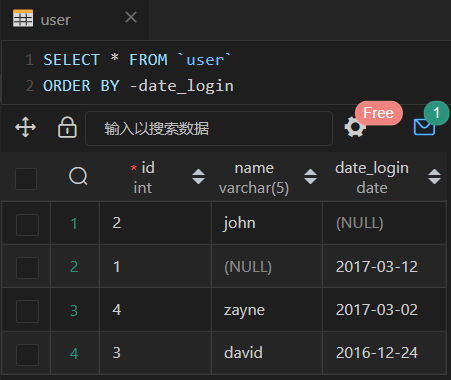 user
1 SELECT * FROM `user`
2 ORDER BY -date_login
输入以搜索数据
Free
1
* id int
name varchar(5)
date_login date
1 2 john (NULL)
2 1 (NULL) 2017-03-12
3 4 zayne 2017-03-02
4 3 david 2016-12-24